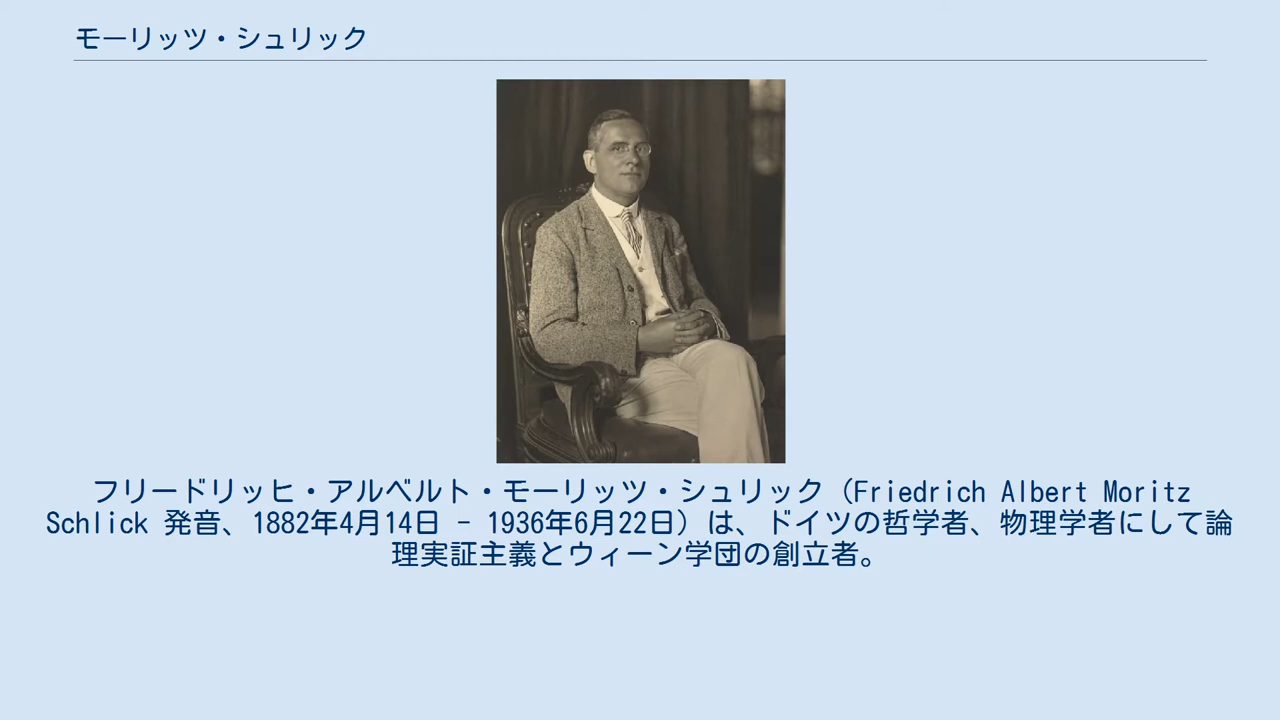 モーリッツ・シュリック
フリードリッヒ・アルベルト・モーリッツ・シュリック（Friedrich Albert Moritz
Schlick 発音、1882年4月14日 - 1936年6月22日）は、ドイツの哲学者、物理学者にして論
理実証主義とウィーン学団の創立者。